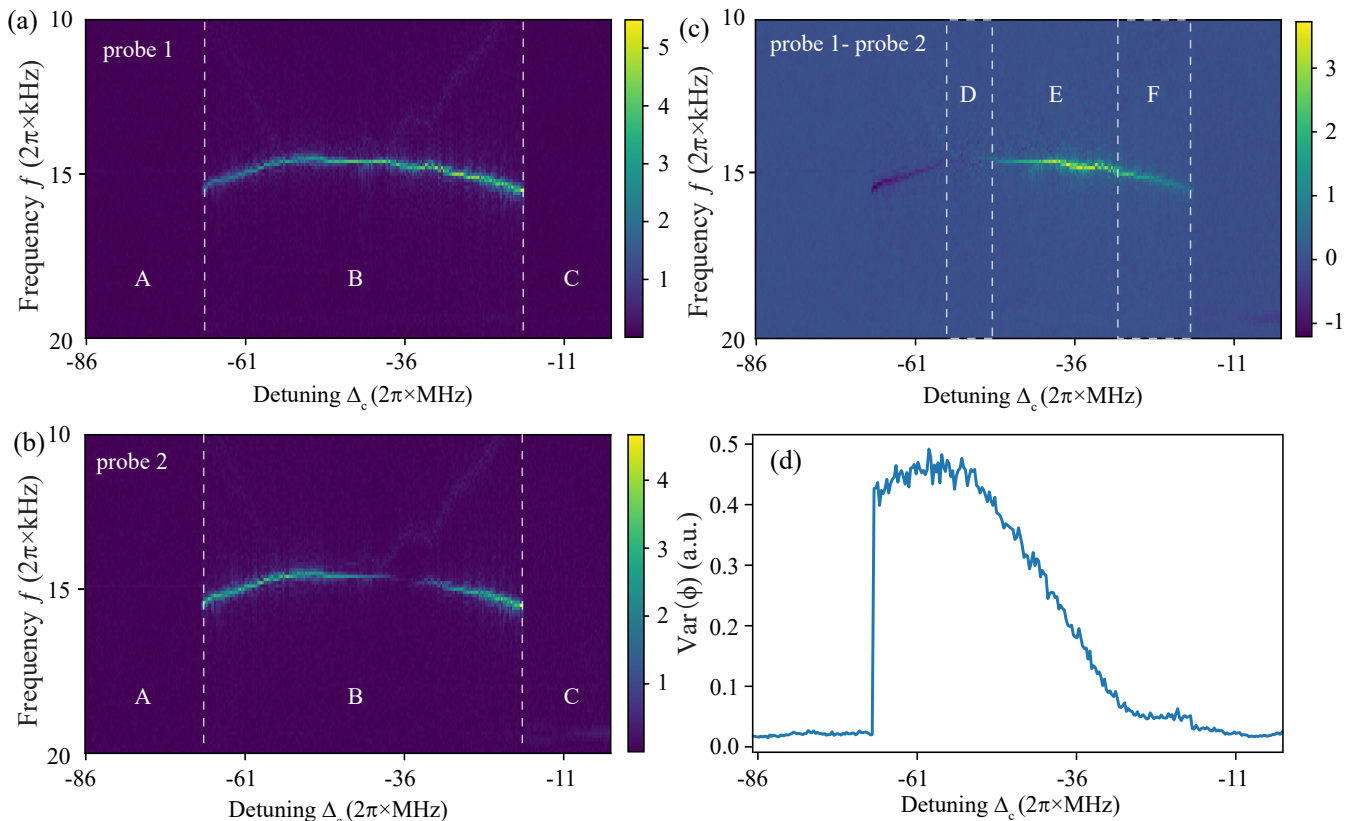 (a)
probe 1
A
B
C
10
15
20
-86
-61
-36
-11
Frequency f (2π×kHz)
Detuning Δc (2π×MHz)
5
4
3
2
1
(c)
probe 1- probe 2
D
E
F
10
15
20
-86
-61
-36
-11
Frequency f (2π×kHz)
Detuning Δc (2π×MHz)
3
2
1
0
-1
(b)
probe 2
A
B
C
10
15
20
-86
-61
-36
-11
Frequency f (2π×kHz)
Detuning Δc (2π×MHz)
4
3
2
1
(d)
0.5
0.4
0.3
0.2
0.1
0.0
-86
-61
-36
-11
Var (ϕ) (a.u.)
Detuning Δc (2π×MHz)